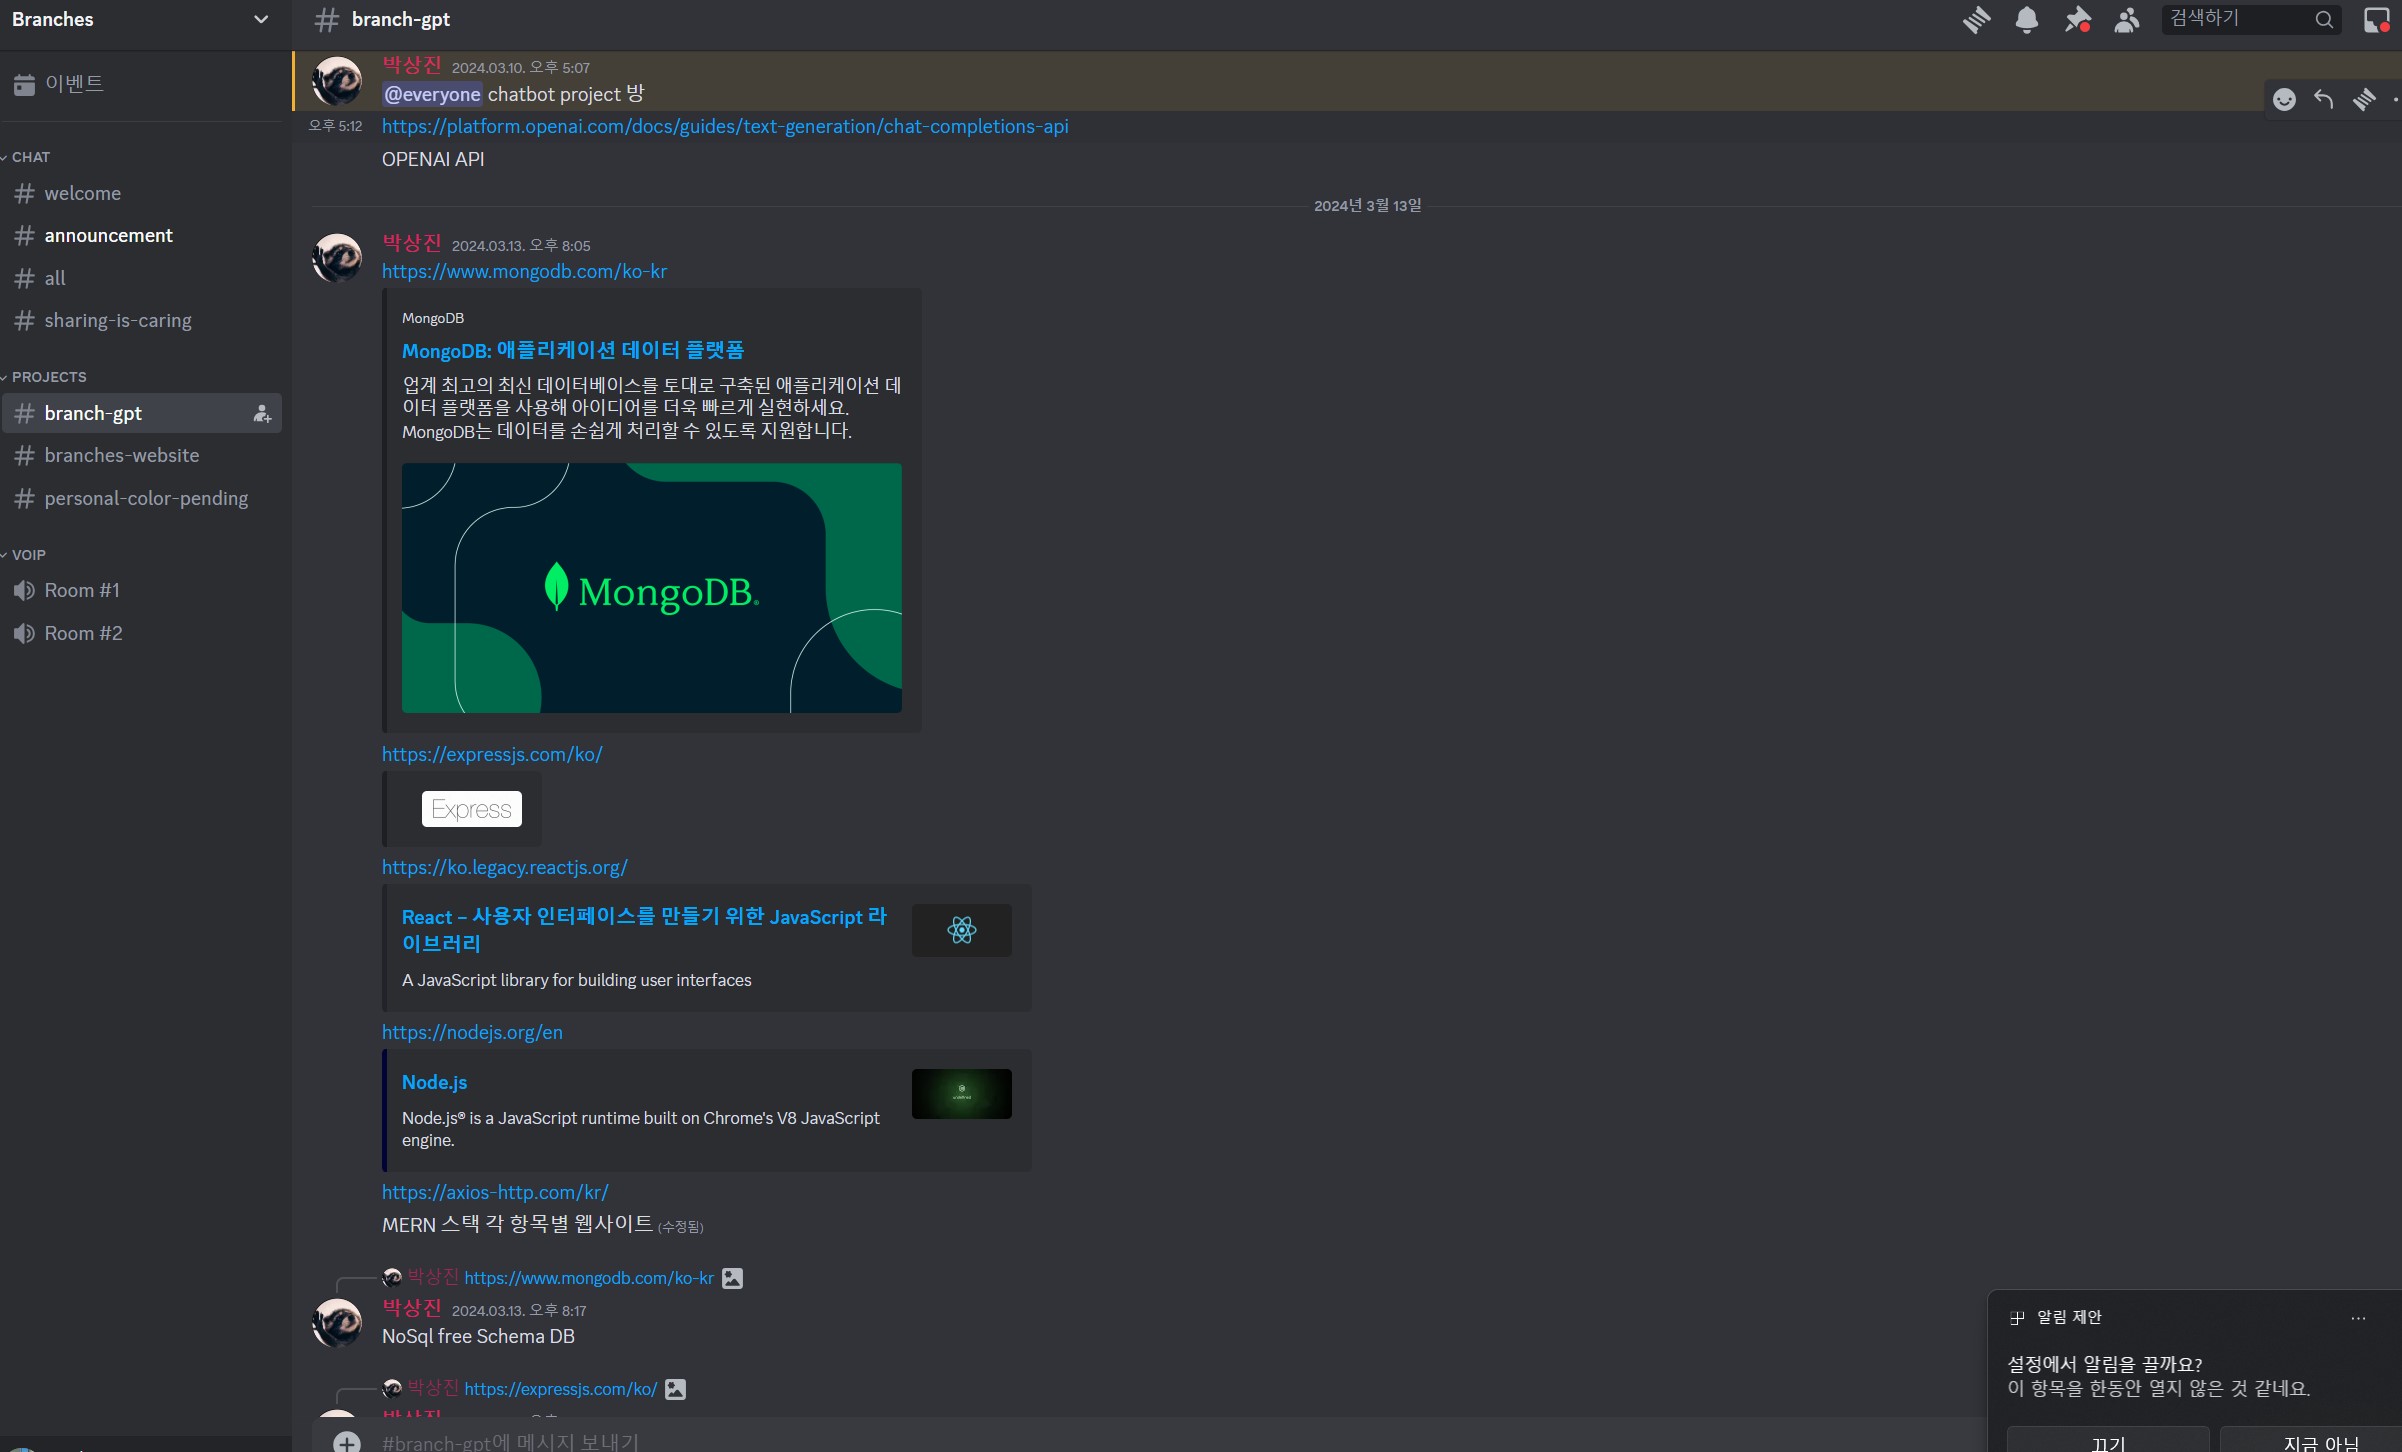 Branches
이벤트
CHAT
welcome
announcement
all
sharing-is-caring
PROJECTS
branch-gpt
branches-website
personal-color-pending
VOIP
Room #1
Room #2
branch-gpt
검색하기
박상진 2024.03.10. 오후 5:07
@everyone chatbot project 방
오후 5:12 https://platform.openai.com/docs/guides/text-generation/chat-completions-api
OPENAI API
2024년 3월 13일
박상진 2024.03.13. 오후 8:05
https://www.mongodb.com/ko-kr
MongoDB
MongoDB: 애플리케이션 데이터 플랫폼
업계 최고의 최신 데이터베이스를 토대로 구축된 애플리케이션 데
이터 플랫폼을 사용해 아이디어를 더욱 빠르게 실현하세요.
MongoDB는 데이터를 손쉽게 처리할 수 있도록 지원합니다.
MongoDB®
https://expressjs.com/ko/
Express
https://ko.legacy.reactjs.org/
React – 사용자 인터페이스를 만들기 위한 JavaScript 라
이브러리
A JavaScript library for building user interfaces
https://nodejs.org/en
Node.js
Node.js® is a JavaScript runtime built on Chrome's V8 JavaScript
engine.
https://axios-http.com/kr/
MERN 스택 각 항목별 웹사이트 (수정됨)
박상진 https://www.mongodb.com/ko-kr
박상진 2024.03.13. 오후 8:17
NoSql free Schema DB
박상진 https://expressjs.com/ko/
박상진
#branch-gpt에 메시지 보내기
알림 제안
설정에서 알림을 끌까요?
이 항목을 한동안 열지 않은 것 같네요.
끄기
지금 아님